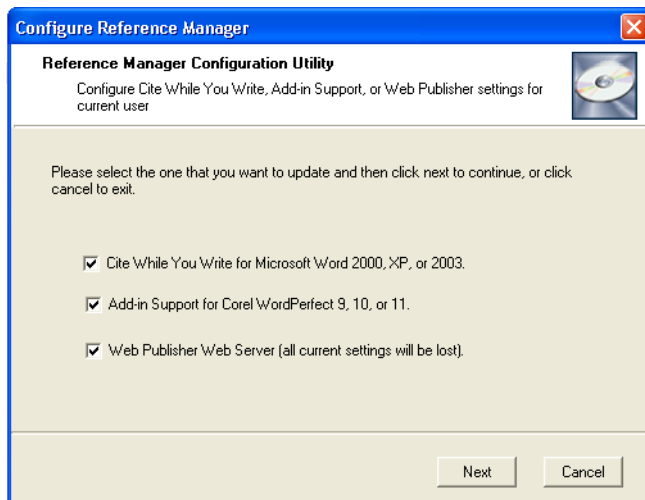 Configure Reference Manager
Reference Manager Configuration Utility
Configure Cite While You Write, Add-in Support, or Web Publisher settings for
current user
Please select the one that you want to update and then click next to continue, or click
cancel to exit.
Cite While You Write for Microsoft Word 2000, XP, or 2003.
Add-in Support for Corel WordPerfect 9, 10, or 11.
Web Publisher Web Server (all current settings will be lost).
Next Cancel